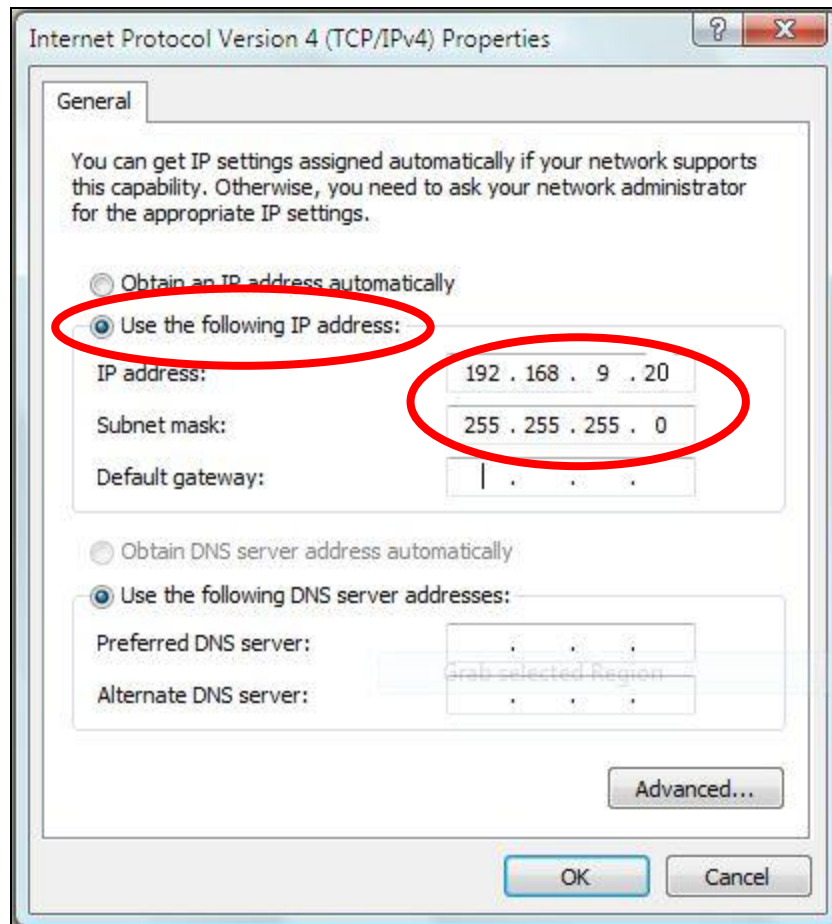 Internet Protocol Version 4 (TCP/IPv4) Properties
General
You can get IP settings assigned automatically if your network supports
this capability. Otherwise, you need to ask your network administrator
for the appropriate IP settings.
Obtain an IP address automatically
Use the following IP address:
IP address: 192 . 168 . 9 . 20
Subnet mask: 255 . 255 . 255 . 0
Default gateway: . . .
Obtain DNS server address automatically
Use the following DNS server addresses:
Preferred DNS server: . . .
Grab selected Region
Alternate DNS server: . . .
Advanced...
OK Cancel